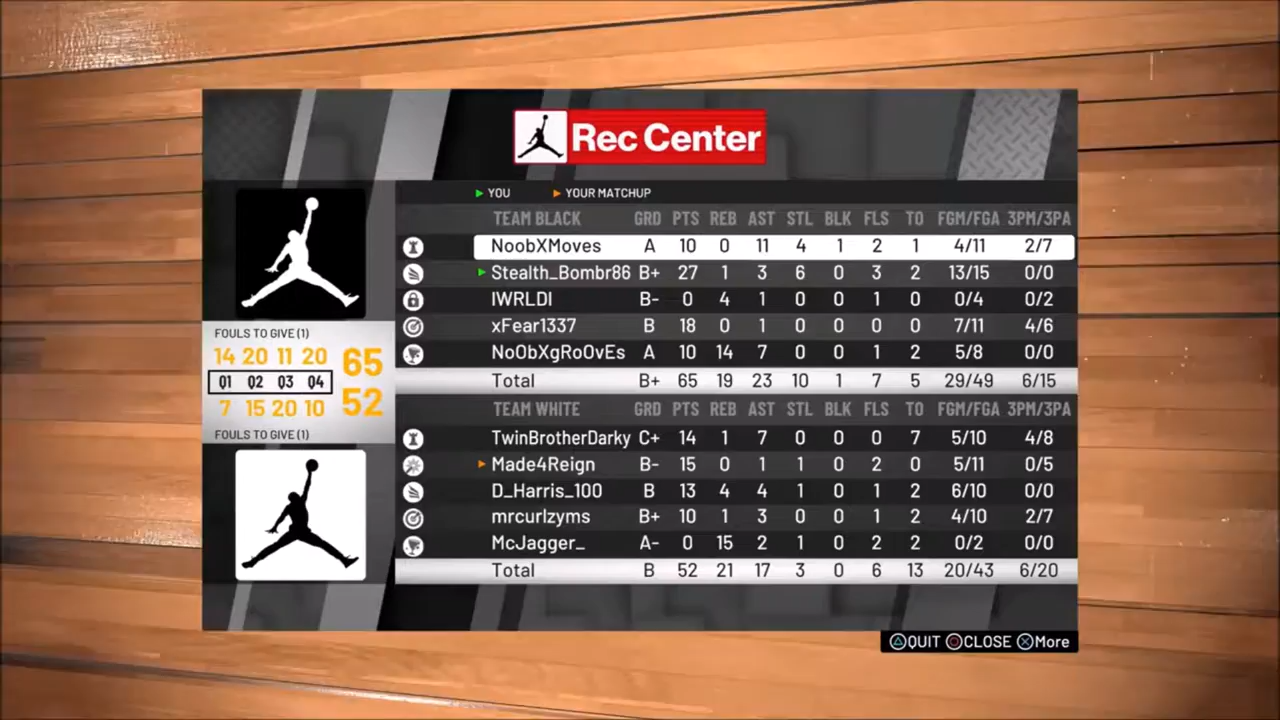 Rec Center
YOU YOUR MATCHUP
TEAM BLACK GRD PTS REB AST STL BLK FLS TO FGM/FGA 3PM/3PA
NoobXMoves A 10 0 11 4 1 2 1 4/11 2/7
Stealth_Bombr86 B+ 27 1 3 6 0 3 2 13/15 0/0
IWRLDI B- 0 4 1 0 0 1 0 0/4 0/2
xFear1337 B 18 0 1 0 0 0 0 7/11 4/6
NoObXgRoOvEs A 10 14 7 0 0 1 2 5/8 0/0
Total B+ 65 19 23 10 1 7 5 29/49 6/15
TEAM WHITE GRD PTS REB AST STL BLK FLS TO FGM/FGA 3PM/3PA
TwinBrotherDarky C+ 14 1 7 0 0 0 7 5/10 4/8
Made4Reign B- 15 0 1 1 0 2 0 5/11 0/5
D_Harris_100 B 13 4 4 1 0 1 2 6/10 0/0
mrcurlzyms B+ 10 1 3 0 0 1 2 4/10 2/7
McJagger_ A- 0 15 2 1 0 2 2 0/2 0/0
Total B 52 21 17 3 0 6 13 20/43 6/20
FOULS TO GIVE (1)
14 20 11 20 65
Q1 Q2 Q3 Q4
7 15 20 10 52
FOULS TO GIVE (1)
QUIT CLOSE More